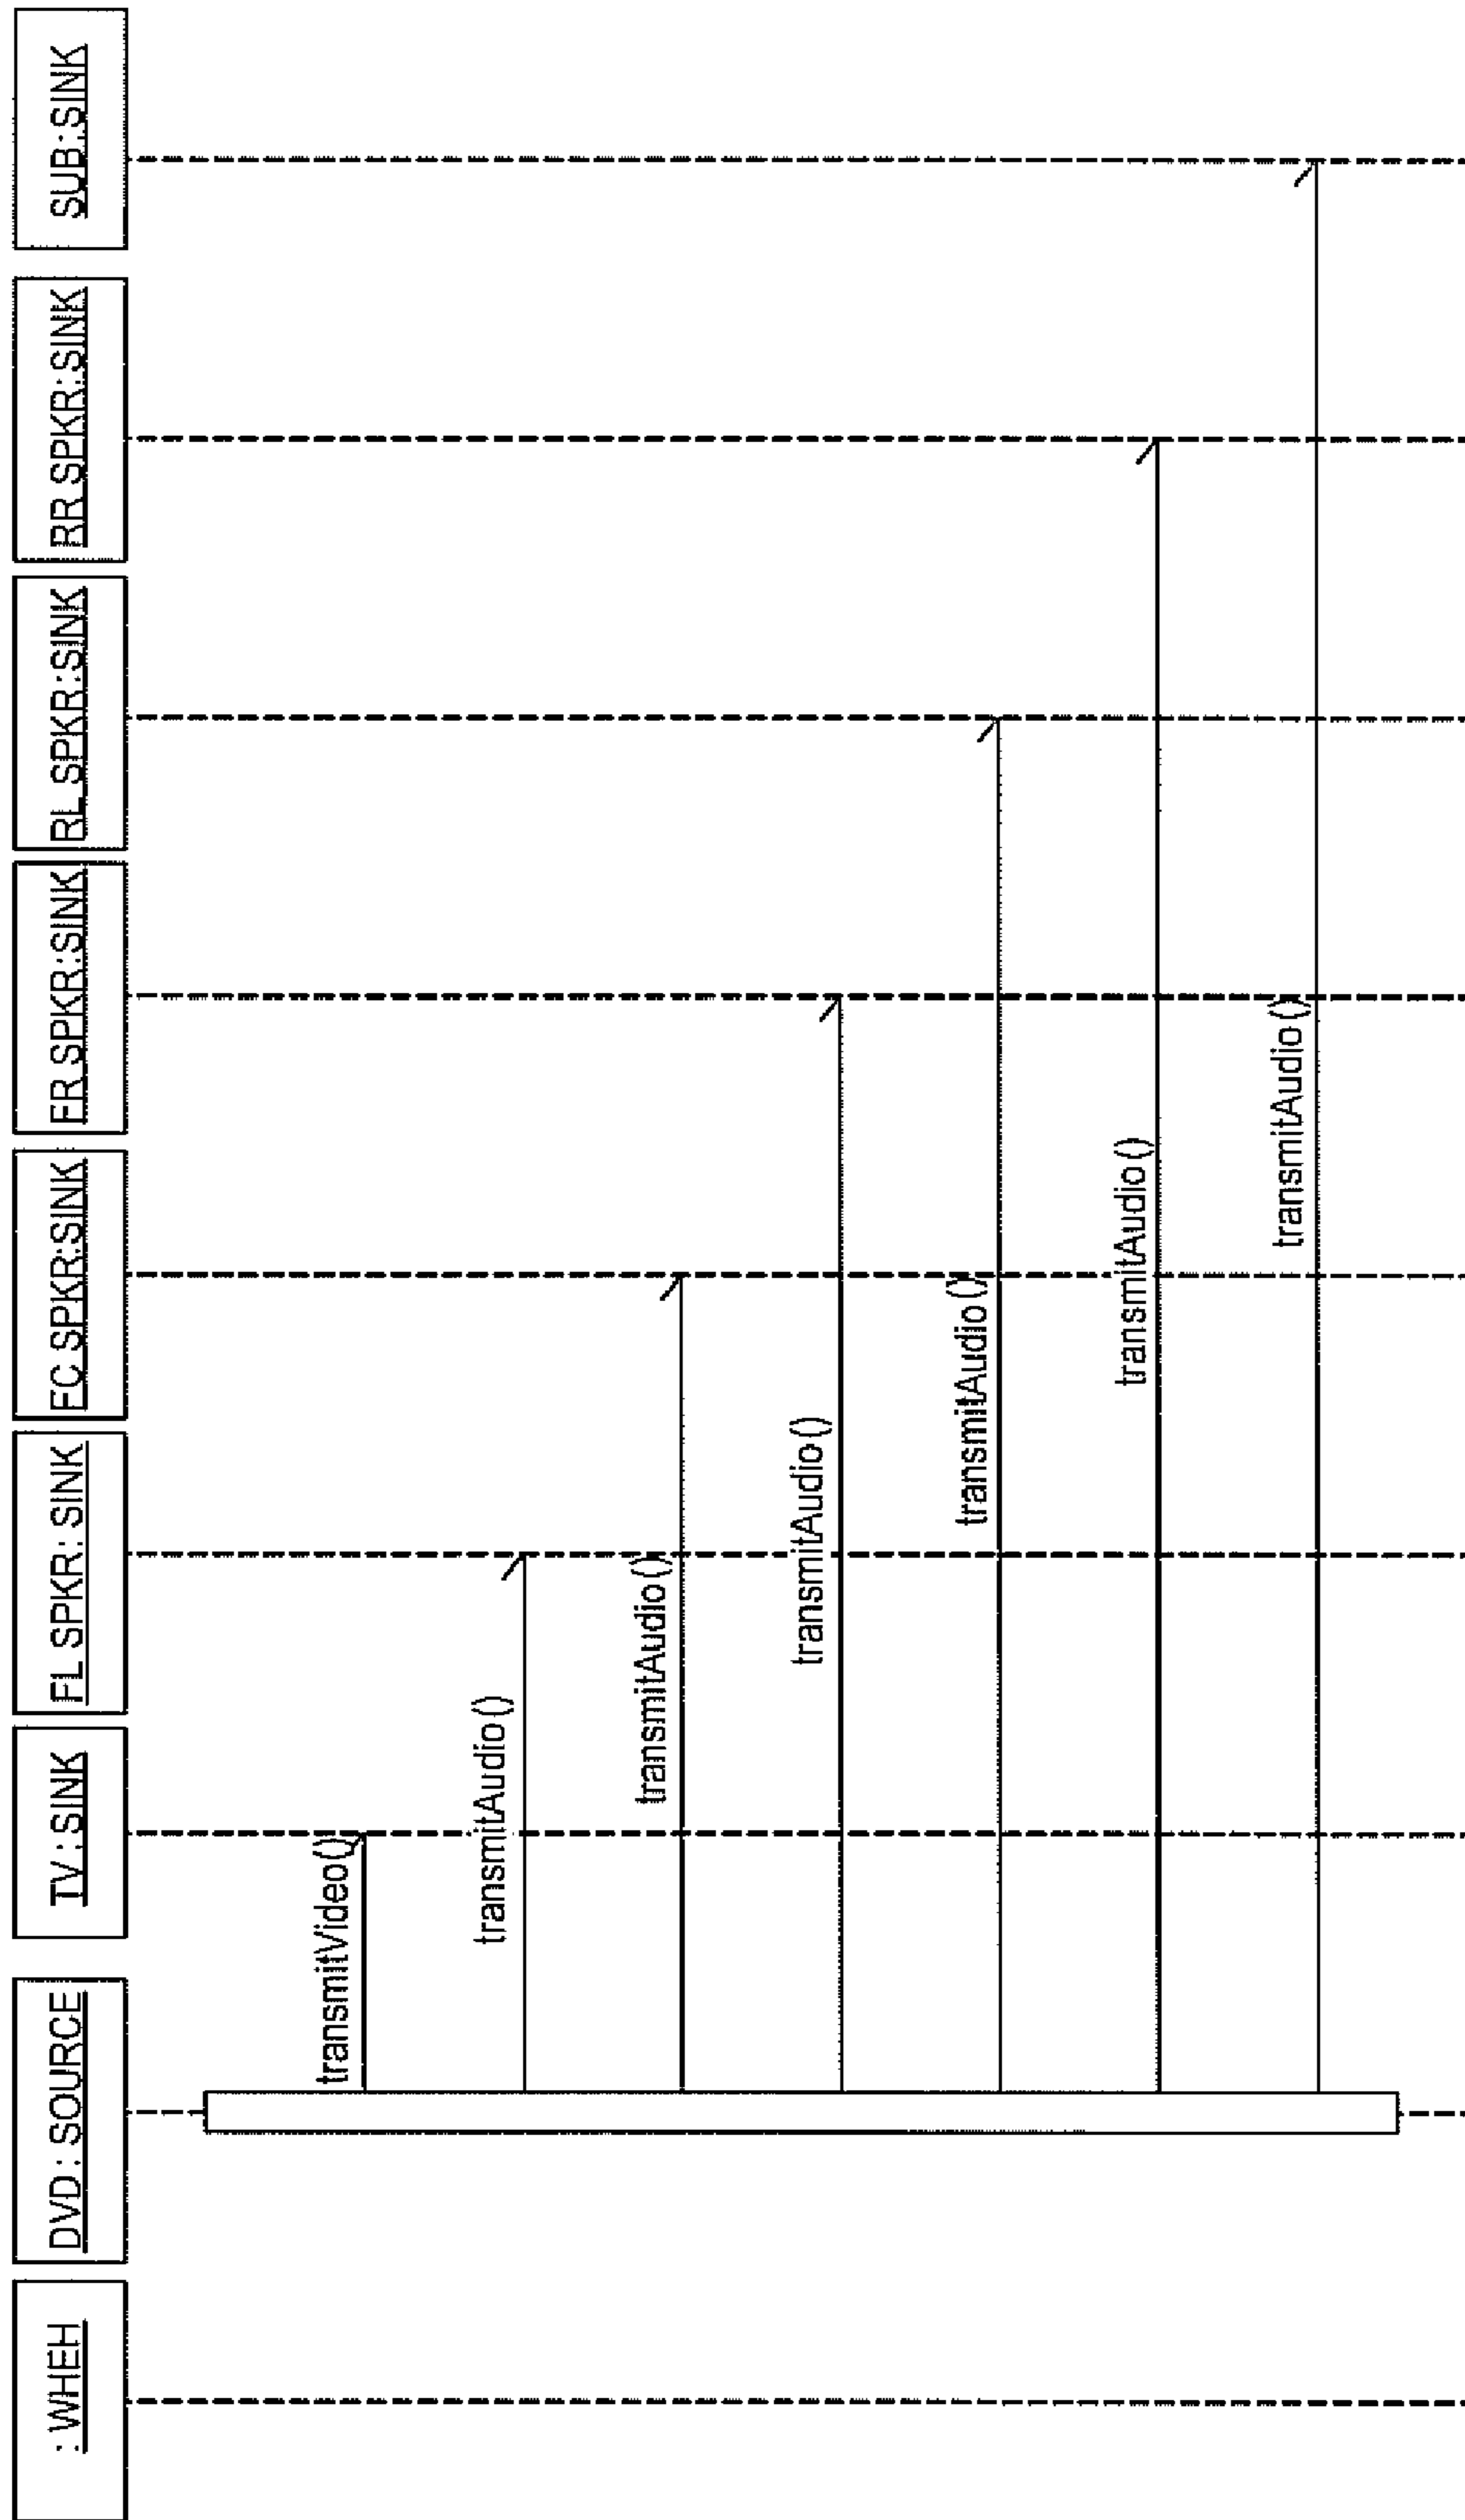 : WHEH
DVD : SOURCE
TV : SINK
FL SPKR : SINK
FC SPKR:SINK
FR SPKR:SINK
RL SPKR:SINK
RR SPKR:SINK
SUB:SINK
transmitVideo()
transmitAudio()
transmitAudio()
transmitAudio()
transmitAudio()
transmitAudio()
transmitAudio()